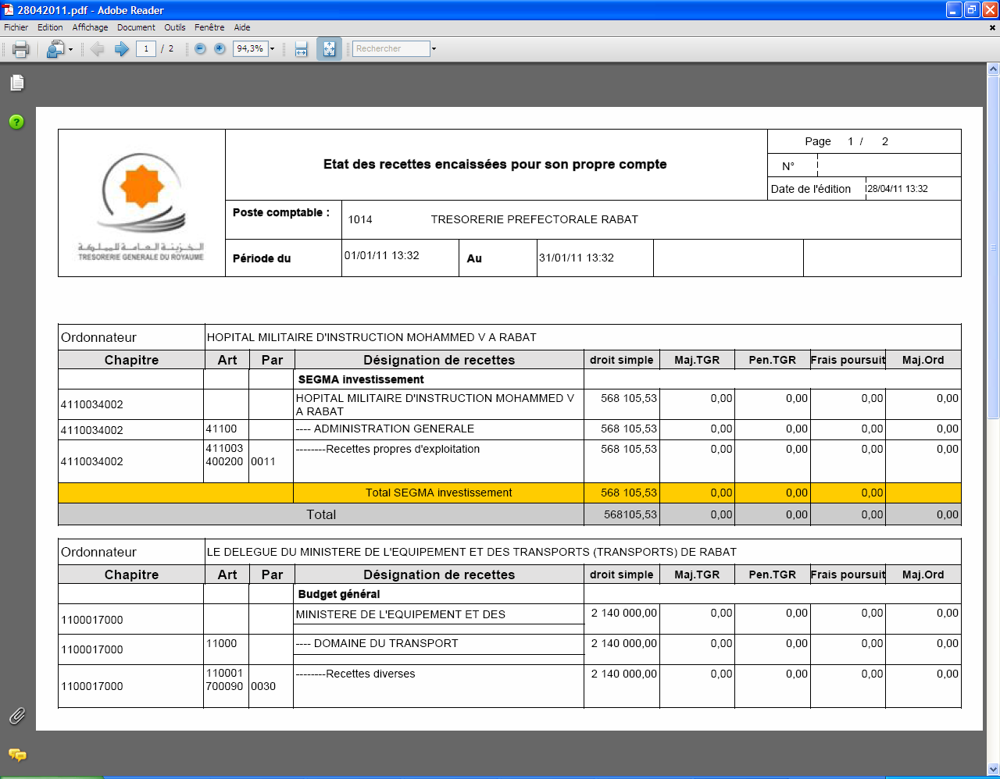 28042011.pdf - Adobe Reader
Fichier Edition Affichage Document Outils Fenêtre Aide
1 / 2 94,3% Rechercher
Page 1 / 2
Etat des recettes encaissées pour son propre compte
N°
Date de l'édition 28/04/11 13:32
Poste comptable : 1014 TRESORERIE PREFECTORALE RABAT
الخزينة العامة للمملكة
TRESORERIE GENERALE DU ROYAUME
Période du 01/01/11 13:32 Au 31/01/11 13:32
Ordonnateur HOPITAL MILITAIRE D'INSTRUCTION MOHAMMED V A RABAT
Chapitre Art Par Désignation de recettes droit simple Maj.TGR Pen.TGR Frais poursuit Maj.Ord
SEGMA investissement
4110034002 HOPITAL MILITAIRE D'INSTRUCTION MOHAMMED V 568 105,53 0,00 0,00 0,00 0,00
A RABAT
4110034002 41100 ---- ADMINISTRATION GENERALE 568 105,53 0,00 0,00 0,00 0,00
411003 --------Recettes propres d'exploitation 568 105,53 0,00 0,00 0,00 0,00
4110034002 400200 0011
Total SEGMA investissement 568 105,53 0,00 0,00 0,00
Total 568105,53 0,00 0,00 0,00 0,00
Ordonnateur LE DELEGUE DU MINISTERE DE L'EQUIPEMENT ET DES TRANSPORTS (TRANSPORTS) DE RABAT
Chapitre Art Par Désignation de recettes droit simple Maj.TGR Pen.TGR Frais poursuit Maj.Ord
Budget général
1100017000 MINISTERE DE L'EQUIPEMENT ET DES 2 140 000,00 0,00 0,00 0,00 0,00
1100017000 11000 ---- DOMAINE DU TRANSPORT 2 140 000,00 0,00 0,00 0,00 0,00
110001 --------Recettes diverses 2 140 000,00 0,00 0,00 0,00 0,00
1100017000 700090 0030